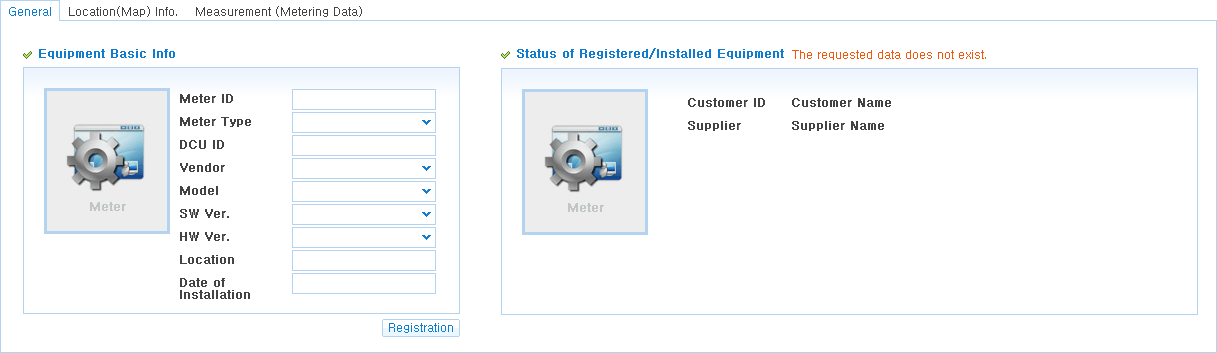 General Location(Map) Info. Measurement (Metering Data)
Equipment Basic Info
Meter
Meter ID
Meter Type
DCU ID
Vendor
Model
SW Ver.
HW Ver.
Location
Date of
Installation
Registration
Status of Registered/Installed Equipment The requested data does not exist.
Meter
Customer ID Customer Name
Supplier Supplier Name